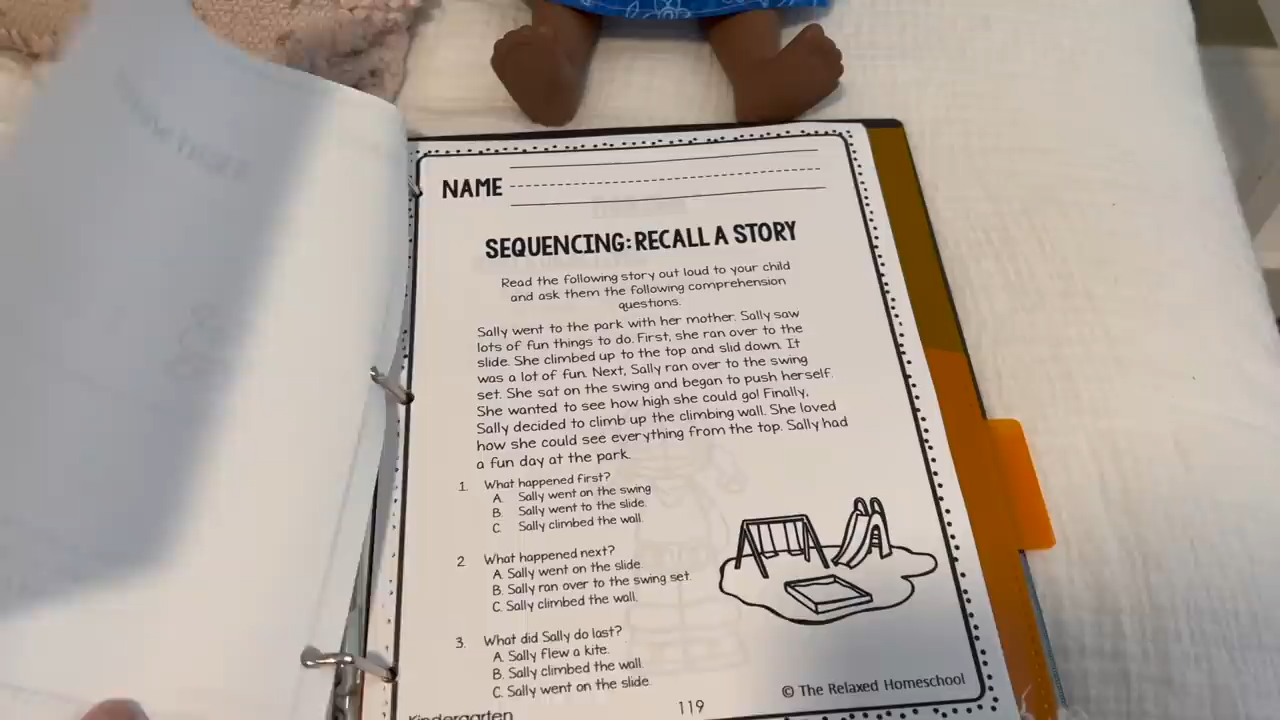 NAME
SEQUENCING: RECALL A STORY
Read the following story out loud to your child
and ask them the following comprehension
questions.
Sally went to the park with her mother. Sally saw
lots of fun things to do. First, she ran over to the
slide. She climbed up to the top and slid down. It
was a lot of fun. Next, Sally ran over to the swing
set. She sat on the swing and began to push herself.
She wanted to see how high she could go! Finally,
Sally decided to climb up the climbing wall. She loved
how she could see everything from the top. Sally had
a fun day at the park.
1. What happened first?
A. Sally went on the swing
B. Sally went to the slide.
C. Sally climbed the wall.
2. What happened next?
A. Sally went on the slide.
B. Sally ran over to the swing set.
C. Sally climbed the wall.
3. What did Sally do last?
A. Sally flew a kite.
B. Sally climbed the wall.
C. Sally went on the slide.
© The Relaxed Homeschool
Kindergarten
119